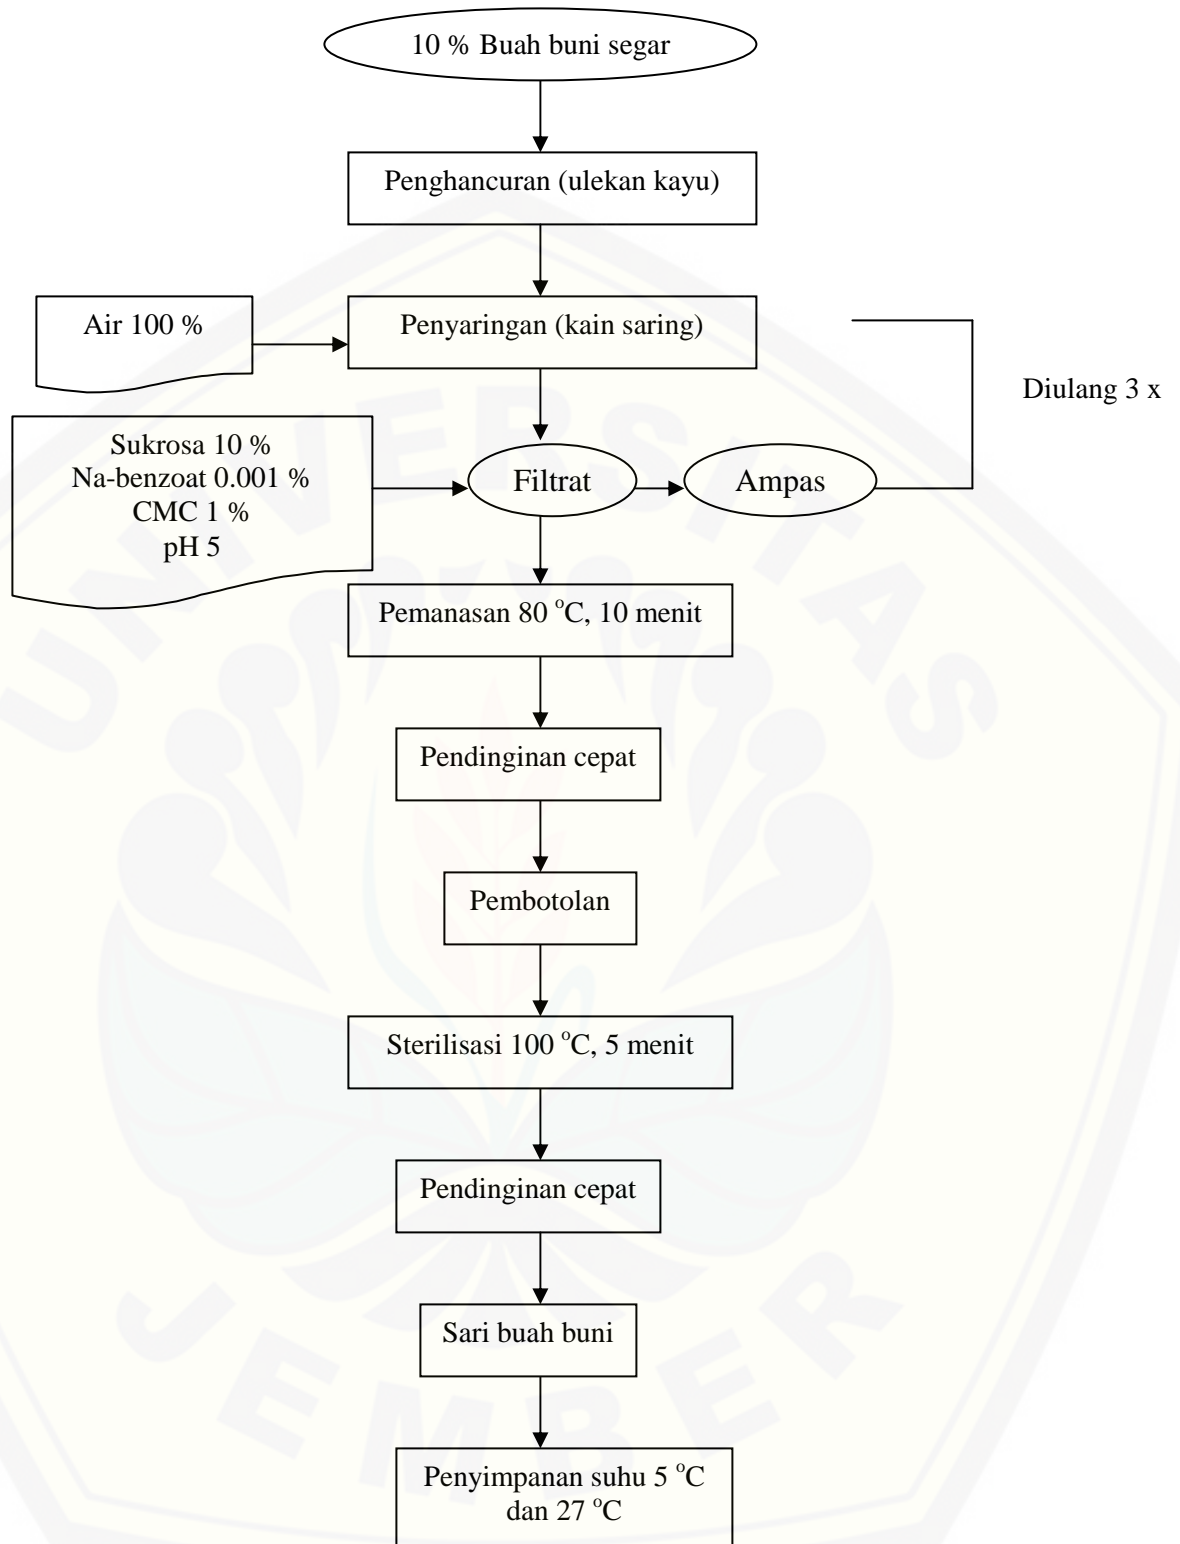 10 % Buah buni segar
Penghancuran (ulekan kayu)
Air 100 %
Penyaringan (kain saring)
Diulang 3 x
Sukrosa 10 %
Na-benzoat 0.001 %
CMC 1 %
pH 5
Filtrat
Ampas
Pemanasan 80 °C, 10 menit
Pendinginan cepat
Pembotolan
Sterilisasi 100 °C, 5 menit
Pendinginan cepat
Sari buah buni
Penyimpanan suhu 5 °C
dan 27 °C
UNIVERSITAS
JEMBER